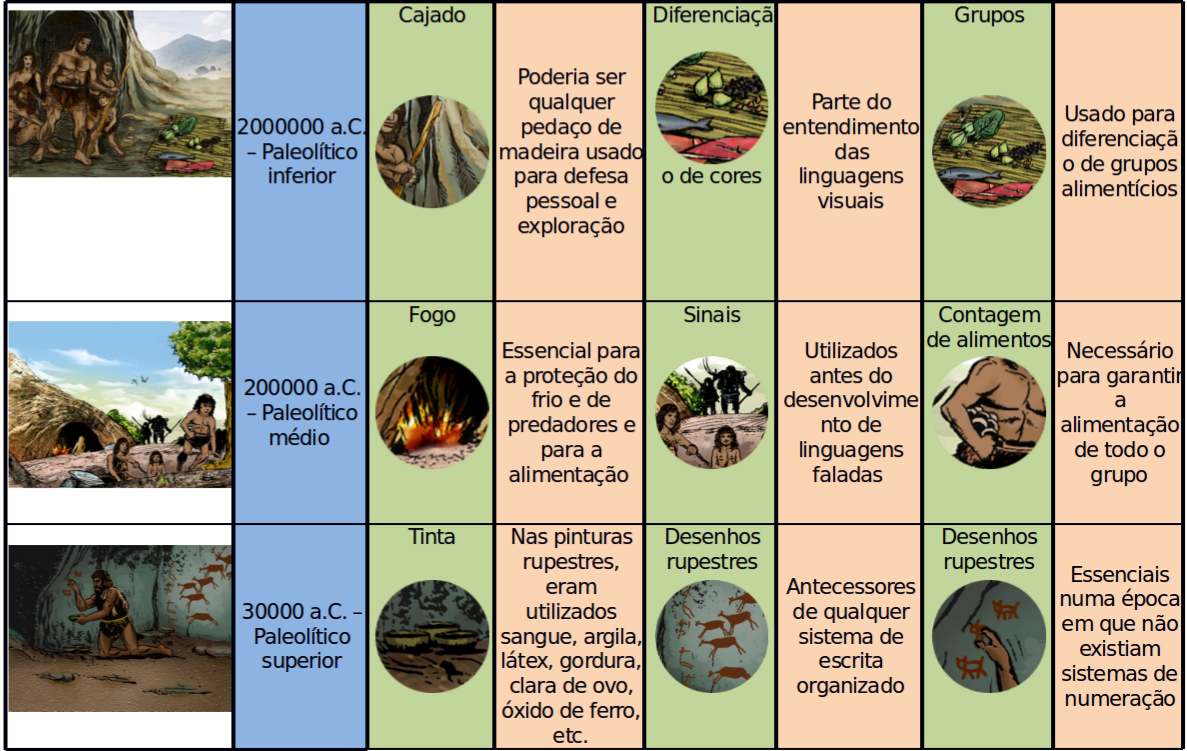 Cajado
Diferenciaçã
o de cores
Grupos
2000000 a.C.
– Paleolítico
inferior
Poderia ser
qualquer
pedaço de
madeira usado
para defesa
pessoal e
exploração
Parte do
entendimento
das
linguagens
visuais
Usado para
diferenciaçã
o de grupos
alimentícios
200000 a.C.
– Paleolítico
médio
Fogo
Essencial para
a proteção do
frio e de
predadores e
para a
alimentação
Sinais
Utilizados
antes do
desenvolvime
nto de
linguagens
faladas
Contagem
de alimentos
Necessário
para garantir
a
alimentação
de todo o
grupo
30000 a.C. –
Paleolítico
superior
Tinta
Nas pinturas
rupestres,
eram
utilizados
sangue, argila,
látex, gordura,
clara de ovo,
óxido de ferro,
etc.
Desenhos
rupestres
Antecessores
de qualquer
sistema de
escrita
organizado
Desenhos
rupestres
Essenciais
numa época
em que não
existiam
sistemas de
numeração